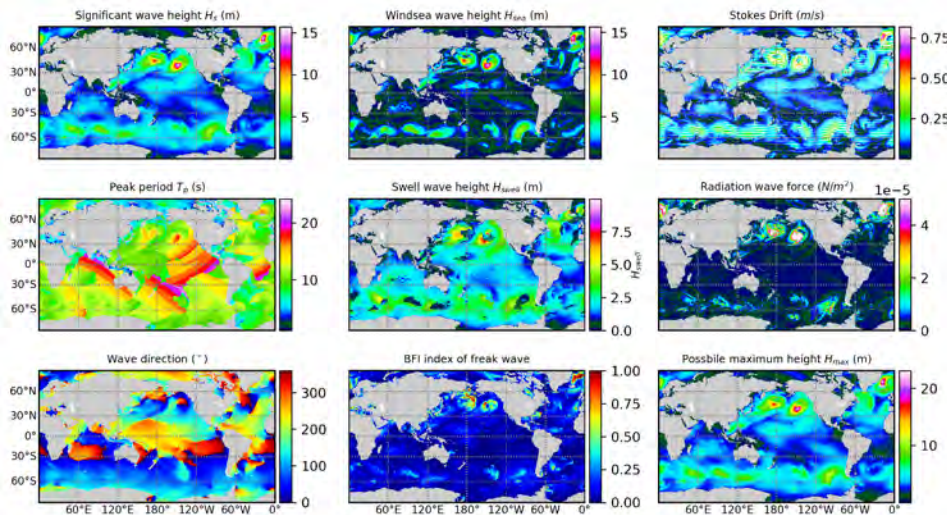 Significant wave height Hs (m)
Windsea wave height Hsea (m)
Stokes Drift (m/s)
60°N
30°N
0°
30°S
60°S
15
10
5
15
10
5
0.75
0.50
0.25
Peak period Tp (s)
Swell wave height Hswell (m)
Radiation wave force (N/m²)
1e−5
60°N
30°N
0°
30°S
60°S
20
10
7.5
5.0
2.5
0.0
Hswell
5
4
3
2
1
0
Wave direction (°)
BFI index of freak wave
Possbile maximum height Hmax (m)
60°N
30°N
0°
30°S
60°S
300
200
100
0
1.00
0.75
0.50
0.25
0.00
20
10
60°E 120°E 180° 120°W 60°W 0°
60°E 120°E 180° 120°W 60°W 0°
60°E 120°E 180° 120°W 60°W 0°